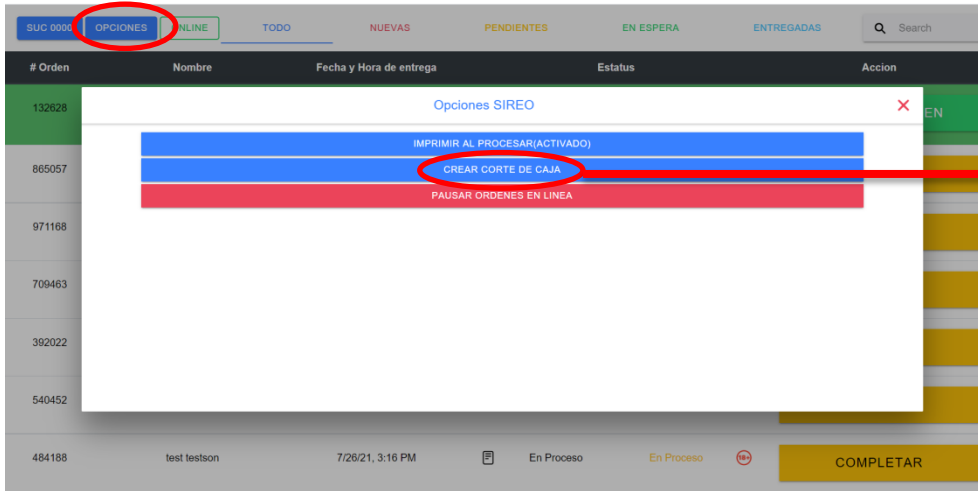 SUC 0000 OPCIONES ONLINE TODO NUEVAS PENDIENTES EN ESPERA ENTREGADAS Search
# Orden Nombre Fecha y Hora de entrega Estatus Accion
Opciones SIREO
132628 EN
IMPRIMIR AL PROCESAR(ACTIVADO)
865057 CREAR CORTE DE CAJA
PAUSAR ORDENES EN LINEA
971168
709463
392022
540452
484188 test testson 7/26/21, 3:16 PM En Proceso En Proceso 18+ COMPLETAR